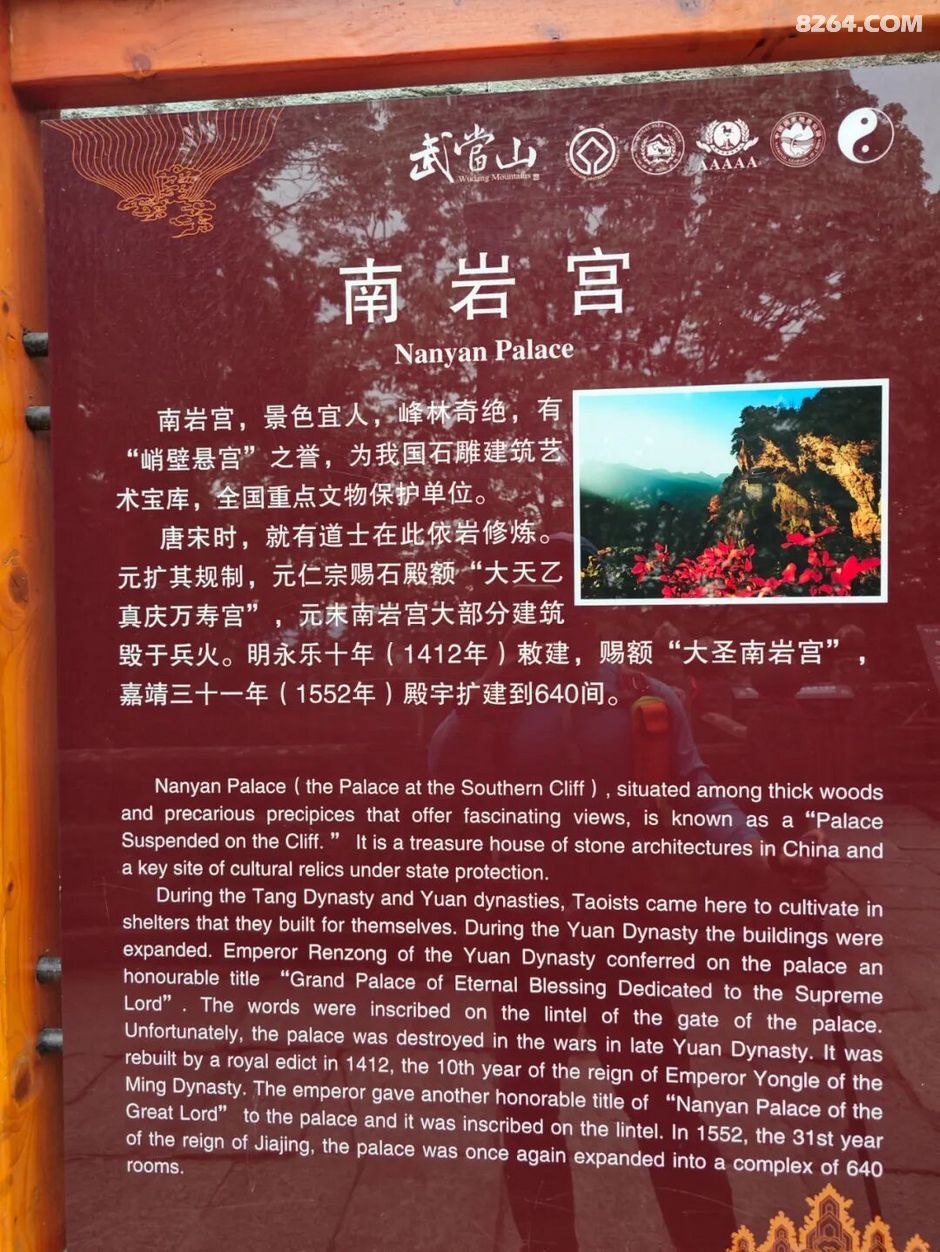 8264.COM
武當山
Wudang Mountains
AAAAA
南岩宫
Nanyan Palace
南岩宫，景色宜人，峰林奇绝，有
“峭壁悬宫”之誉，为我国石雕建筑艺
术宝库，全国重点文物保护单位。
唐宋时，就有道士在此依岩修炼。
元扩其规制，元仁宗赐石殿额“大天乙
真庆万寿宫”，元末南岩宫大部分建筑
毁于兵火。明永乐十年（1412年）敕建，赐额“大圣南岩宫”，
嘉靖三十一年（1552年）殿宇扩建到640间。
Nanyan Palace (the Palace at the Southern Cliff), situated among thick woods
and precarious precipices that offer fascinating views, is known as a “Palace
Suspended on the Cliff.” It is a treasure house of stone architectures in China and
a key site of cultural relics under state protection.
During the Tang Dynasty and Yuan dynasties, Taoists came here to cultivate in
shelters that they built for themselves. During the Yuan Dynasty the buildings were
expanded. Emperor Renzong of the Yuan Dynasty conferred on the palace an
honourable title “Grand Palace of Eternal Blessing Dedicated to the Supreme
Lord”. The words were inscribed on the lintel of the gate of the palace.
Unfortunately, the palace was destroyed in the wars in late Yuan Dynasty. It was
rebuilt by a royal edict in 1412, the 10th year of the reign of Emperor Yongle of the
Ming Dynasty. The emperor gave another honorable title of “Nanyan Palace of the
Great Lord” to the palace and it was inscribed on the lintel. In 1552, the 31st year
of the reign of Jiajing, the palace was once again expanded into a complex of 640
rooms.